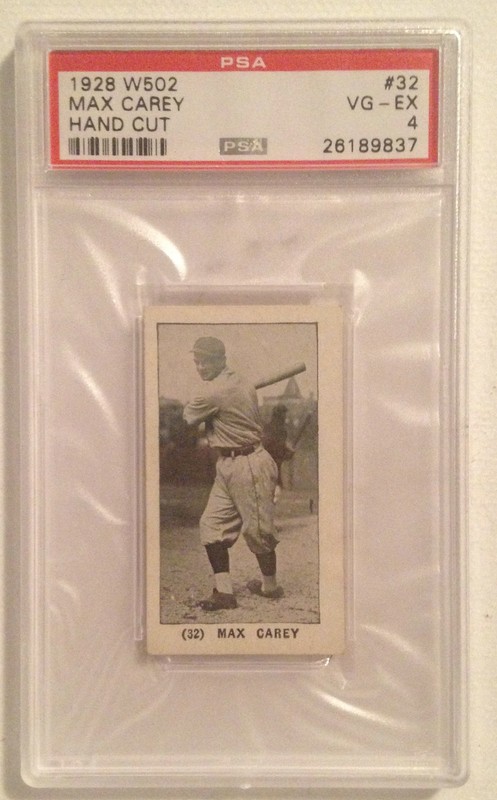 PSA
1928 W502 #32
MAX CAREY VG-EX
HAND CUT 4
PSA 26189837
(32) MAX CAREY